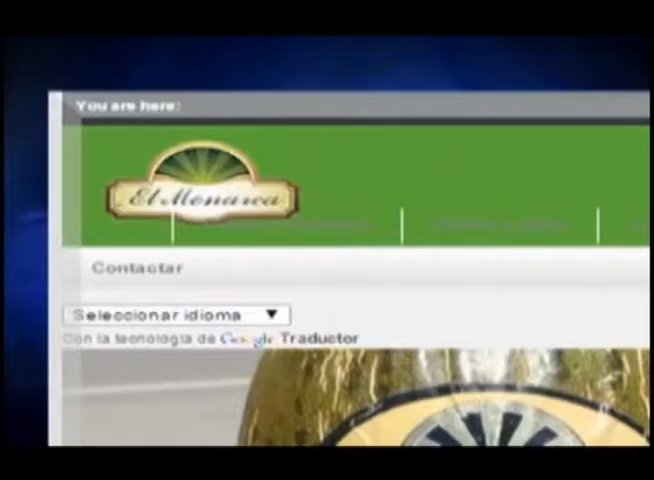 You are here:
El Monarca
Contactar
Seleccionar idioma
Con la tecnología de Google Traductor